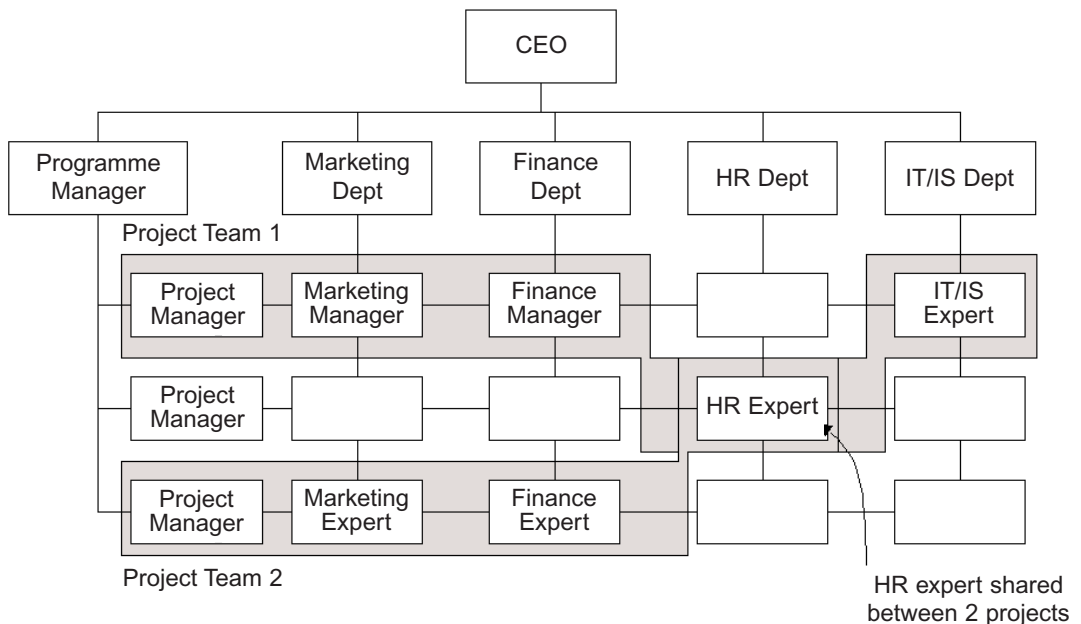 CEO
Programme
Manager
Marketing
Dept
Finance
Dept
HR Dept
IT/IS Dept
Project Team 1
Project
Manager
Marketing
Manager
Finance
Manager
IT/IS
Expert
Project
Manager
HR Expert
Project
Manager
Marketing
Expert
Finance
Expert
Project Team 2
HR expert shared
between 2 projects